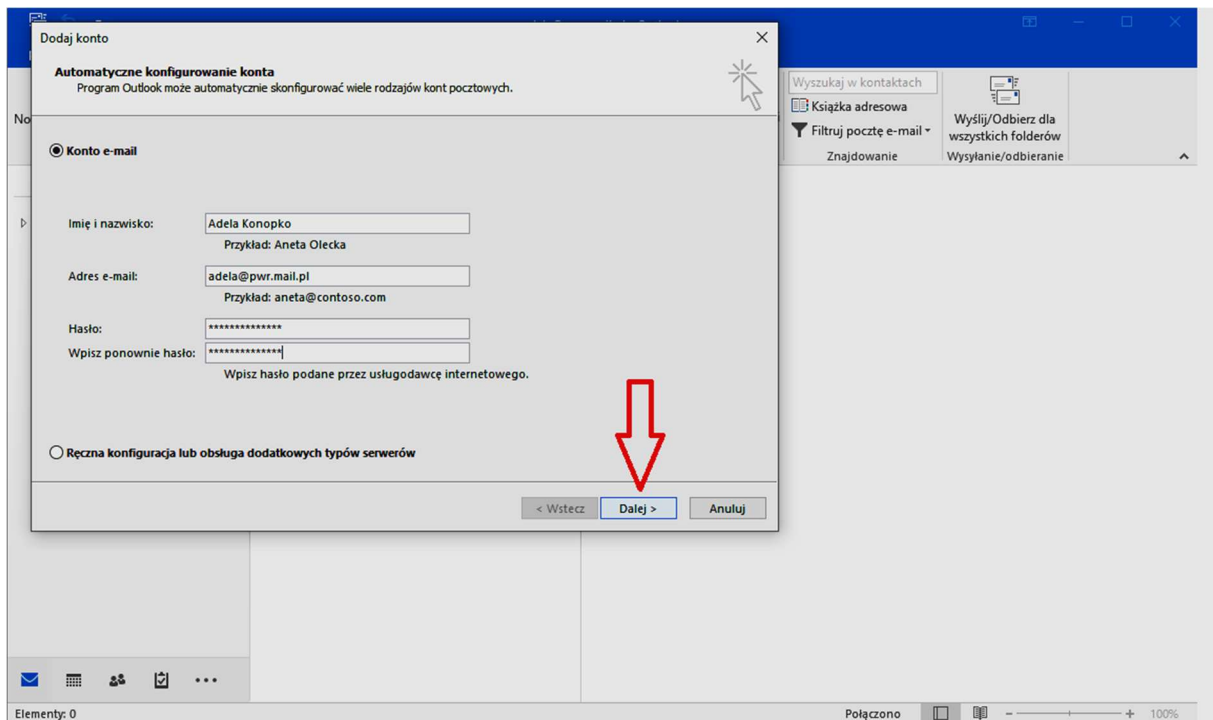 Dodaj konto
Automatyczne konfigurowanie konta
Program Outlook może automatycznie skonfigurować wiele rodzajów kont pocztowych.
Konto e-mail
Imię i nazwisko: Adela Konopko
Przykład: Aneta Olecka
Adres e-mail: adela@pwr.mail.pl
Przykład: aneta@contoso.com
Hasło: **************
Wpisz ponownie hasło: **************
Wpisz hasło podane przez usługodawcę internetowego.
Ręczna konfiguracja lub obsługa dodatkowych typów serwerów
< Wstecz Dalej > Anuluj
No
Wyszukaj w kontaktach
Książka adresowa
Filtruj pocztę e-mail
Znajdowanie
Wyślij/Odbierz dla
wszystkich folderów
Wysyłanie/odbieranie
Elementy: 0
Połączono
100%